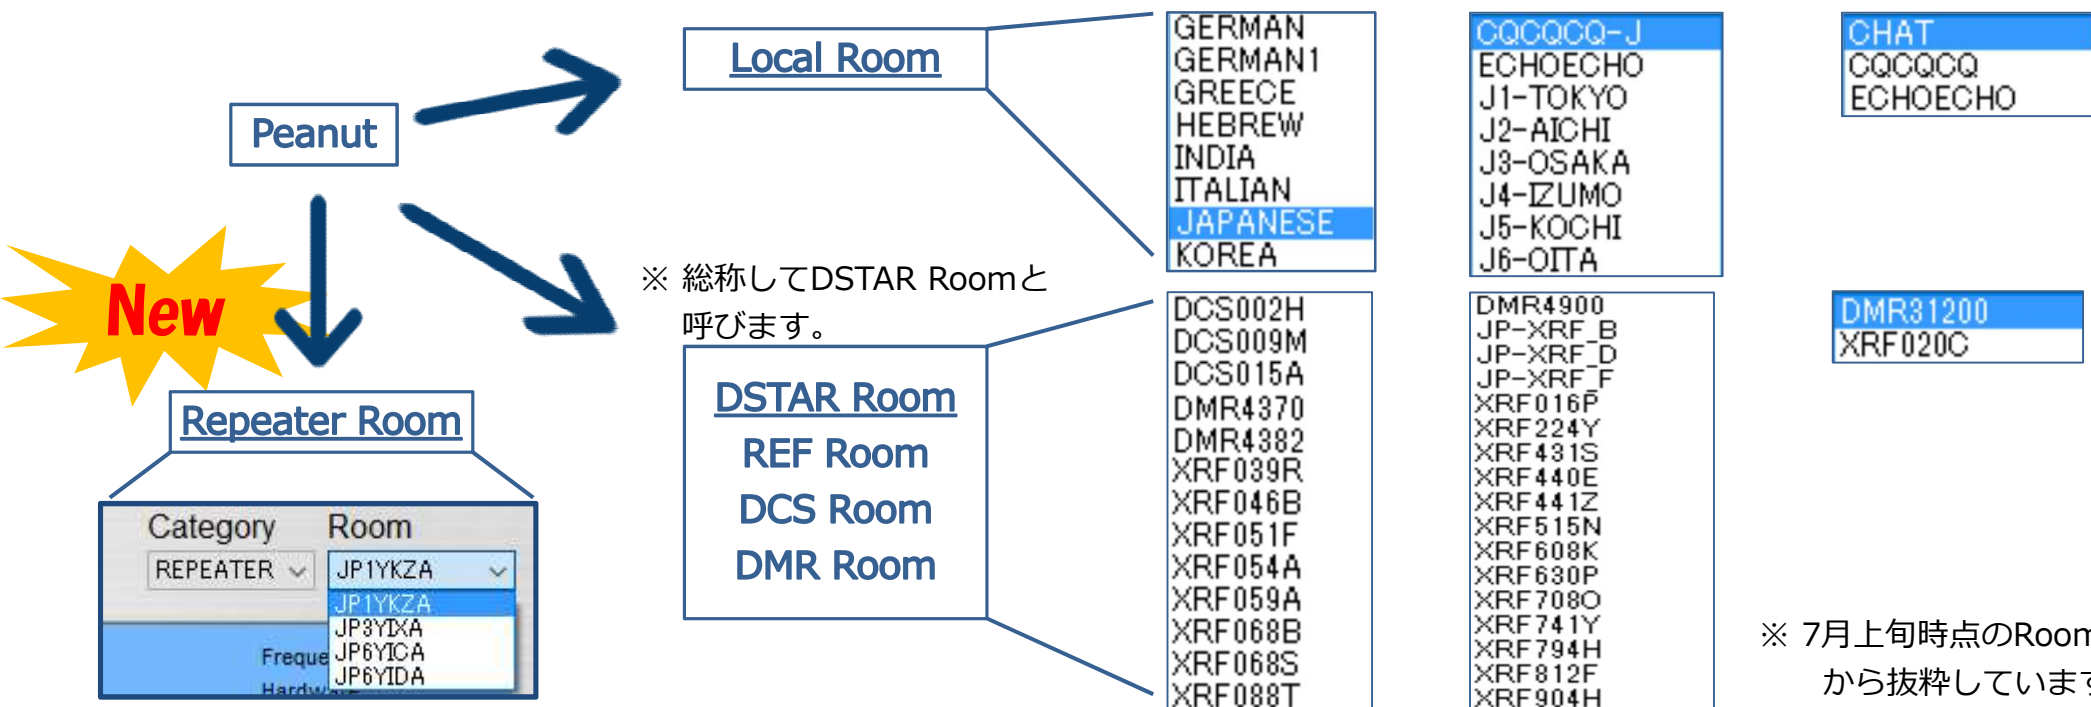 Peanut
New
Repeater Room
Category Room
REPEATER JP1YKZA
JP1YKZA
JP3YIXA
JP6YICA
JP6YIDA
Freque
Local Room
※ 総称してDSTAR Roomと
呼びます。
DSTAR Room
REF Room
DCS Room
DMR Room
GERMAN
GERMAN1
GREECE
HEBREW
INDIA
ITALIAN
JAPANESE
KOREA
CQCQCQ-J
ECHOECHO
J1-TOKYO
J2-AICHI
J3-OSAKA
J4-IZUMO
J5-KOCHI
J6-OITA
CHAT
CQCQCQ
ECHOECHO
DCS002H
DCS009M
DCS015A
DMR4370
DMR4382
XRF039R
XRF046B
XRF051F
XRF054A
XRF059A
XRF068B
XRF068S
XRF088T
DMR4900
JP-XRF_B
JP-XRF_D
JP-XRF_F
XRF016P
XRF224Y
XRF431S
XRF440E
XRF441Z
XRF515N
XRF608K
XRF630P
XRF708O
XRF741Y
XRF794H
XRF812F
XRF904H
DMR31200
XRF020C
※ 7月上旬時点のRoom
から抜粋しています